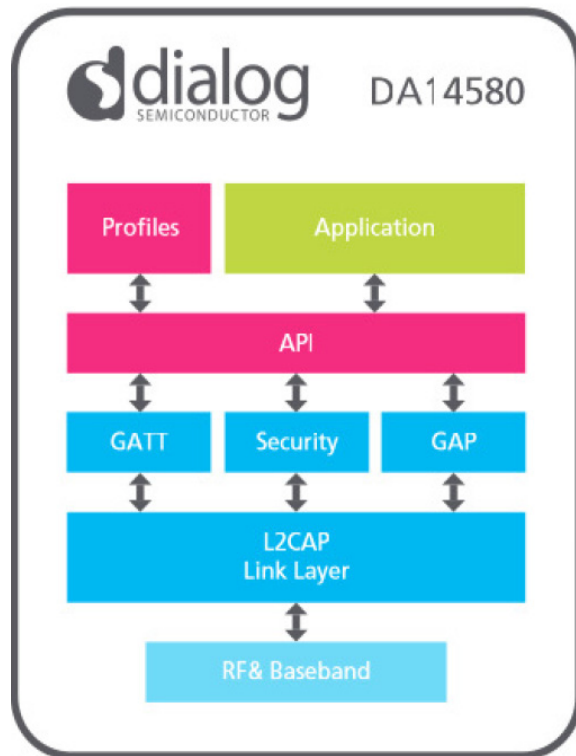 dialog
SEMICONDUCTOR
DA14580
Profiles
Application
API
GATT
Security
GAP
L2CAP
Link Layer
RF& Baseband